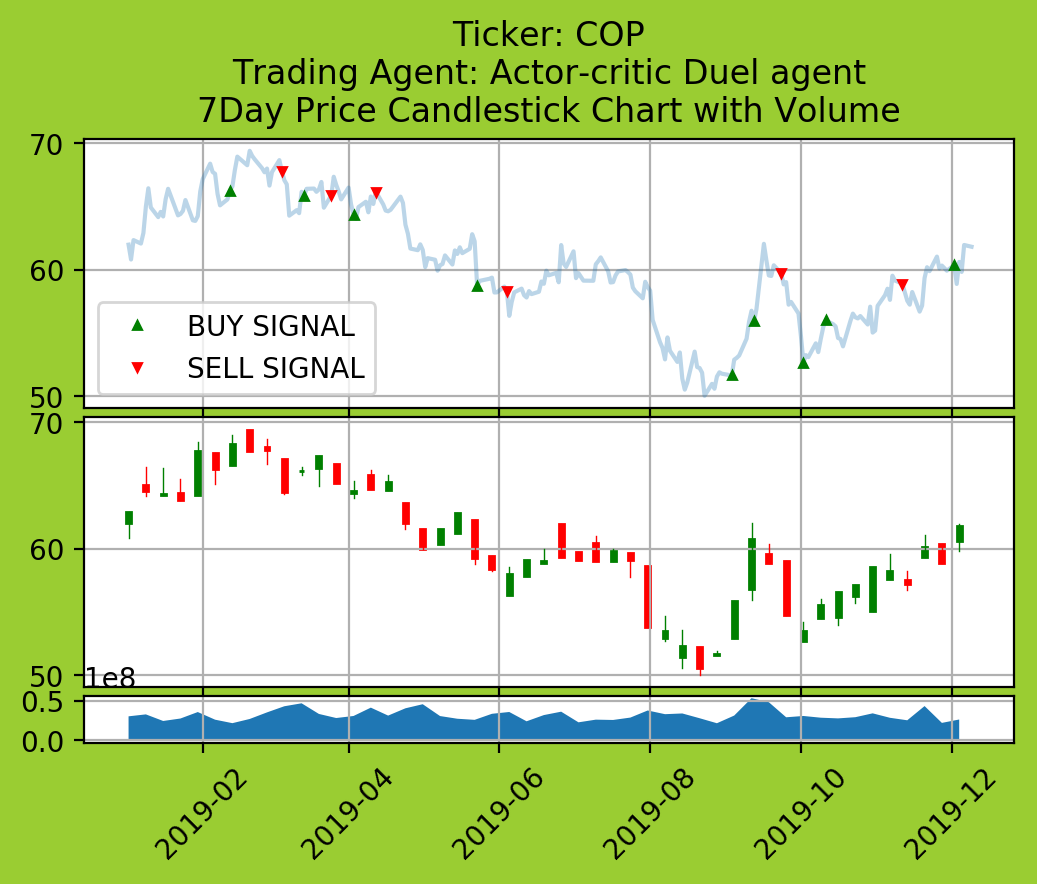 Ticker: COP
Trading Agent: Actor-critic Duel agent
7Day Price Candlestick Chart with Volume
70
60
50
BUY SIGNAL
SELL SIGNAL
70
60
50
1e8
0.5
0.0
2019-02
2019-04
2019-06
2019-08
2019-10
2019-12